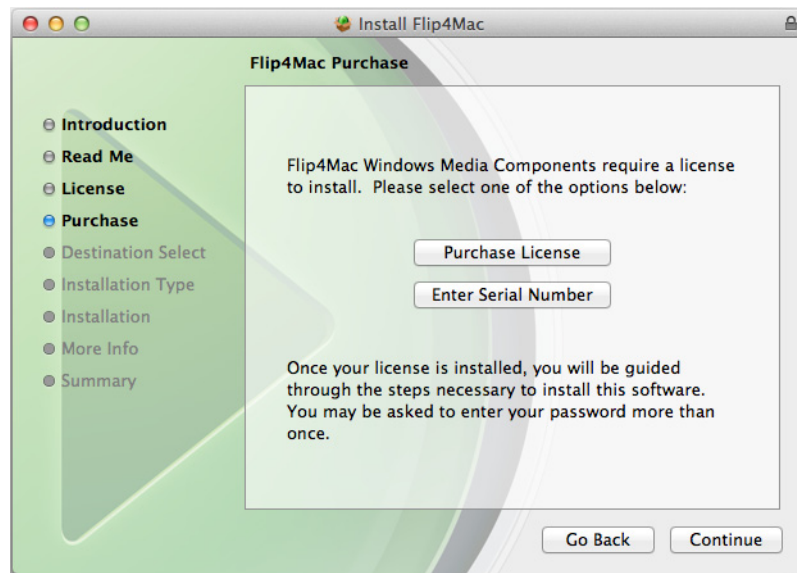 Install Flip4Mac
Flip4Mac Purchase
Introduction
Read Me
License
Purchase
Destination Select
Installation Type
Installation
More Info
Summary
Flip4Mac Windows Media Components require a license
to install.  Please select one of the options below:
Purchase License
Enter Serial Number
Once your license is installed, you will be guided
through the steps necessary to install this software.
You may be asked to enter your password more than
once.
Go Back
Continue